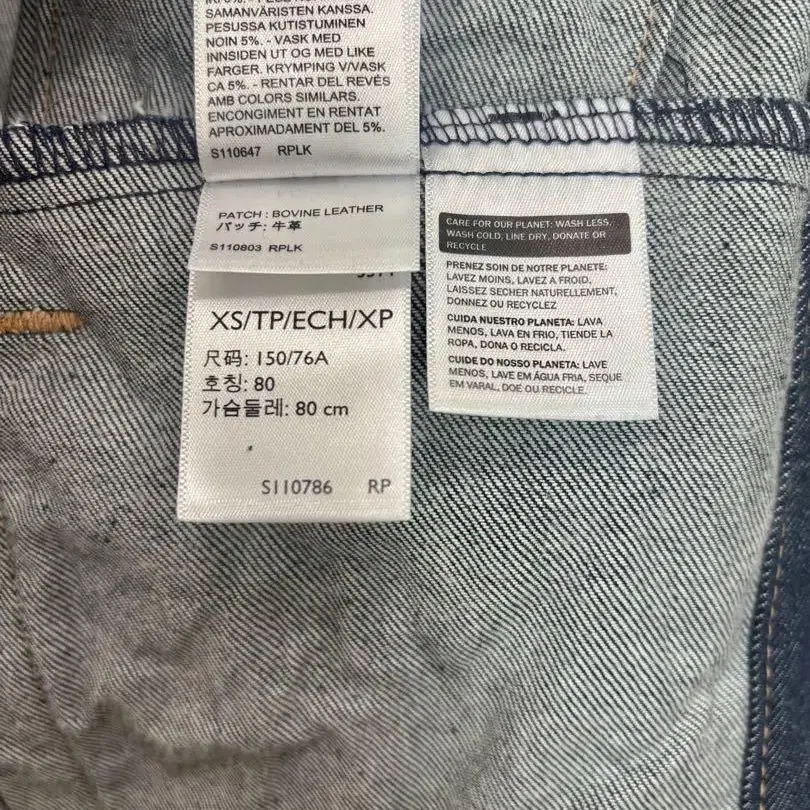 SAMANVÄRISTEN KANSSA.
PESUSSA KUTISTUMINEN
NOIN 5%. - VASK MED
INNSIDEN UT OG MED LIKE
FARGER. KRYMPING V/VASK
CA 5%. - RENTAR DEL REVÉS
AMB COLORS SIMILARS.
ENCONGIMENT EN RENTAT
APROXIMADAMENT DEL 5%.
S110647 RPLK
PATCH : BOVINE LEATHER
パッチ : 牛革
S110803 RPLK
XS/TP/ECH/XP
尺码: 150/76A
호칭: 80
가슴둘레: 80 cm
S110786 RP
CARE FOR OUR PLANET: WASH LESS,
WASH COLD, LINE DRY, DONATE OR
RECYCLE
PRENEZ SOIN DE NOTRE PLANETE:
LAVEZ MOINS, LAVEZ A FROID,
LAISSEZ SECHER NATURELLEMENT,
DONNEZ OU RECYCLEZ
CUIDA NUESTRO PLANETA: LAVA
MENOS, LAVA EN FRIO, TIENDE LA
ROPA, DONA O RECICLA.
CUIDE DO NOSSO PLANETA: LAVE
MENOS, LAVE EM ÁGUA FRIA, SEQUE
EM VARAL, DOE OU RECICLE.